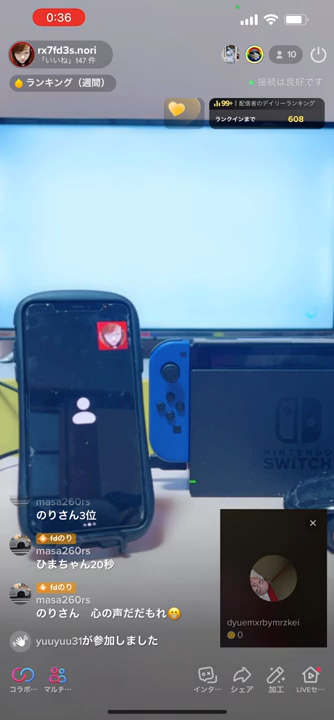 0:36
rx7fd3s.nori
「いいね」147 件
10
ランキング（週間）
接続は良好です
99+ | 配信者のデイリーランキング
ランクインまで 608
NINTENDO
SWITCH
masa260rs
のりさん3位
fdのり
masa260rs
ひまちゃん20秒
fdのり
masa260rs
のりさん 心の声だだもれ🤭
yuuyuu31が参加しました
dyuemxrbymrzkei
0
コラボ…
マルチ…
インタ…
シェア
加工
LIVEセ…